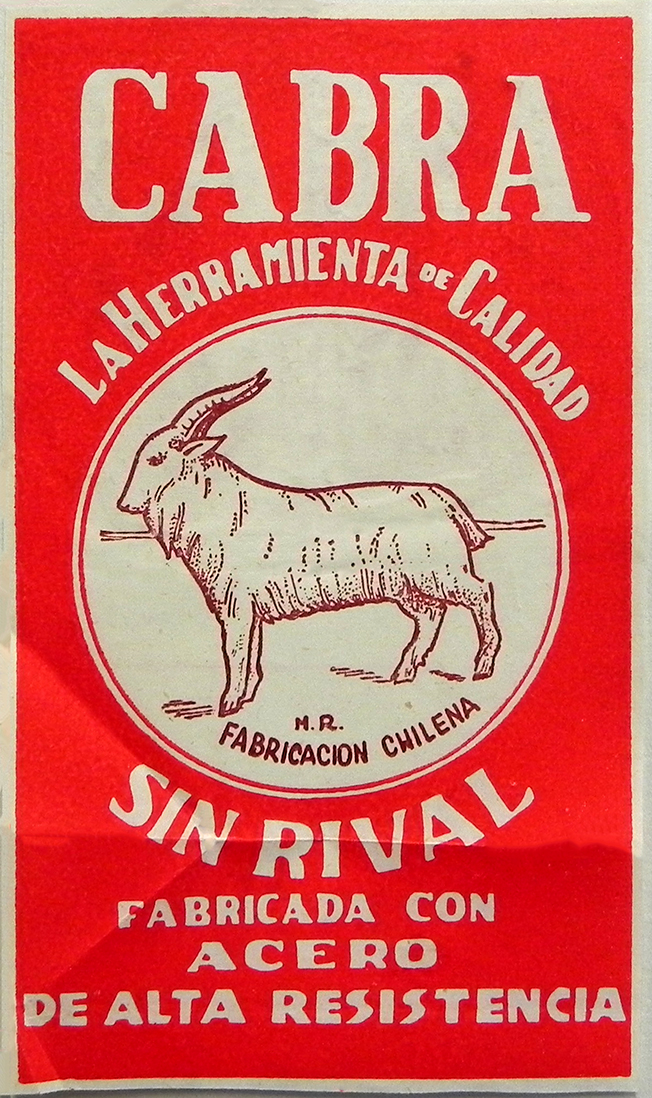 CABRA
LA HERRAMIENTA DE CALIDAD
M.R.
FABRICACION CHILENA
SIN RIVAL
FABRICADA CON
ACERO
DE ALTA RESISTENCIA